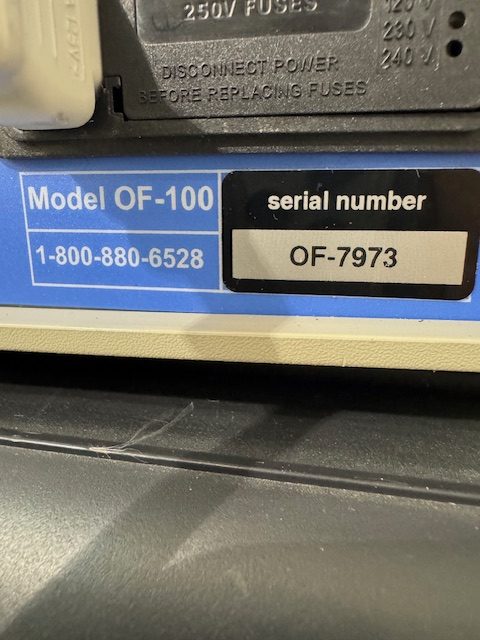 250V FUSES
120 V
230 V
240 V
DISCONNECT POWER
BEFORE REPLACING FUSES
Model OF-100
1-800-880-6528
serial number
OF-7973